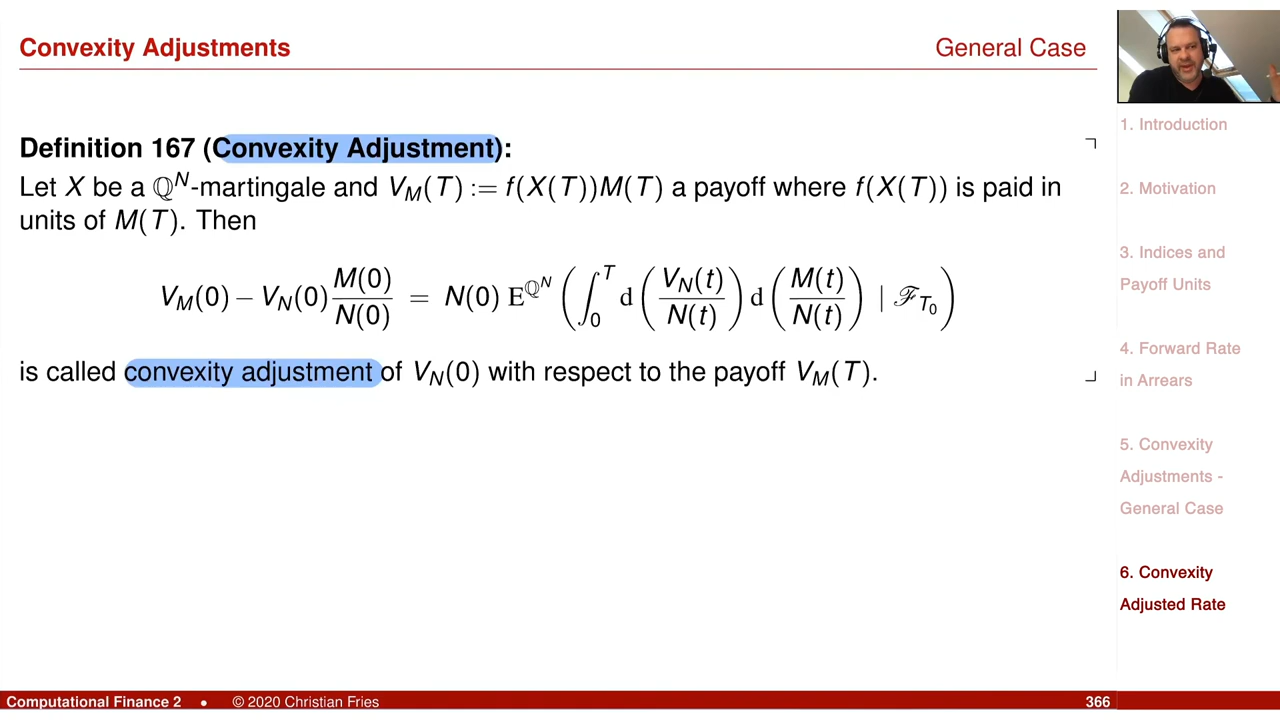 Convexity Adjustments
General Case
Definition 167 (Convexity Adjustment):
Let X be a ℚᴺ-martingale and V_M(T) := f(X(T))M(T) a payoff where f(X(T)) is paid in
units of M(T). Then
V_M(0) − V_N(0) M(0)/N(0) = N(0) E^{ℚ^N} ( ∫_0^T d ( V_N(t)/N(t) ) d ( M(t)/N(t) ) | ℱ_{T_0} )
is called convexity adjustment of V_N(0) with respect to the payoff V_M(T).
1. Introduction
2. Motivation
3. Indices and
Payoff Units
4. Forward Rate
in Arrears
5. Convexity
Adjustments -
General Case
6. Convexity
Adjusted Rate
Computational Finance 2 • © 2020 Christian Fries 366